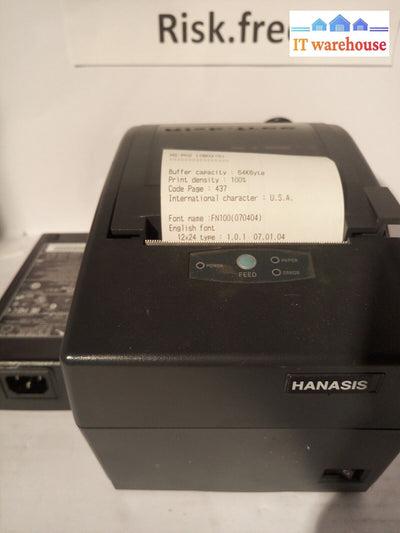 Risk.free
IT warehouse
Buffer capacity : 64Kbyte
Print density : 100%
Code Page : 437
International character : U.S.A.
Font name :FN100(070404)
English font
12x24 type : 1.0.1 07.01.04
POWER
FEED
PAPER
ERROR
HANASIS